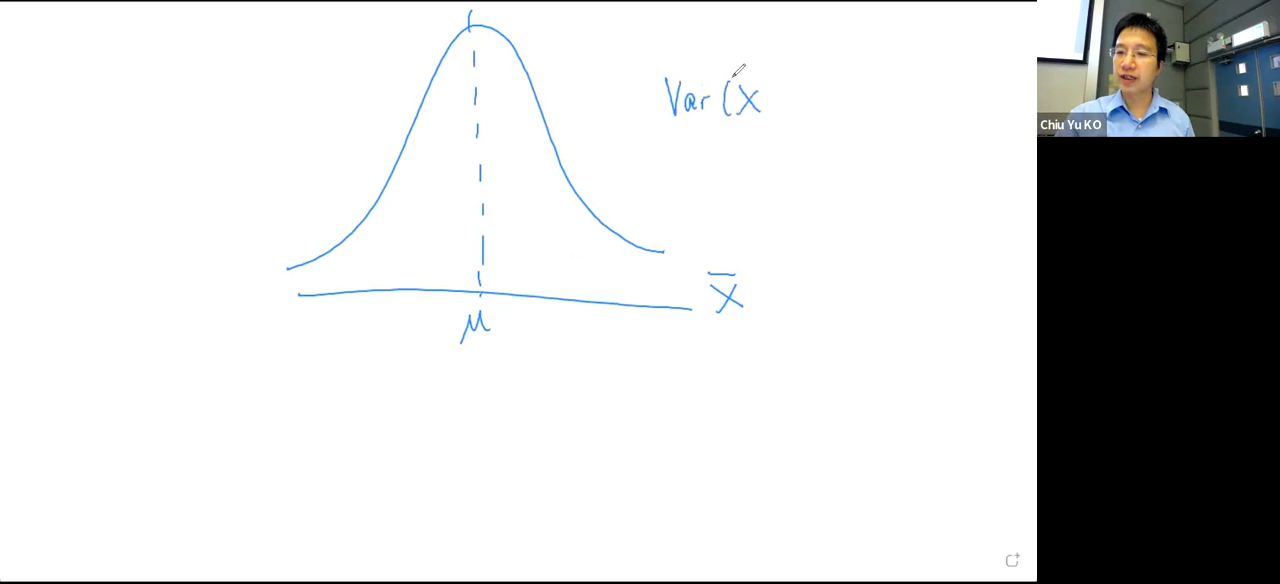 Var (X
Chiu Yu KO
X̄
μ